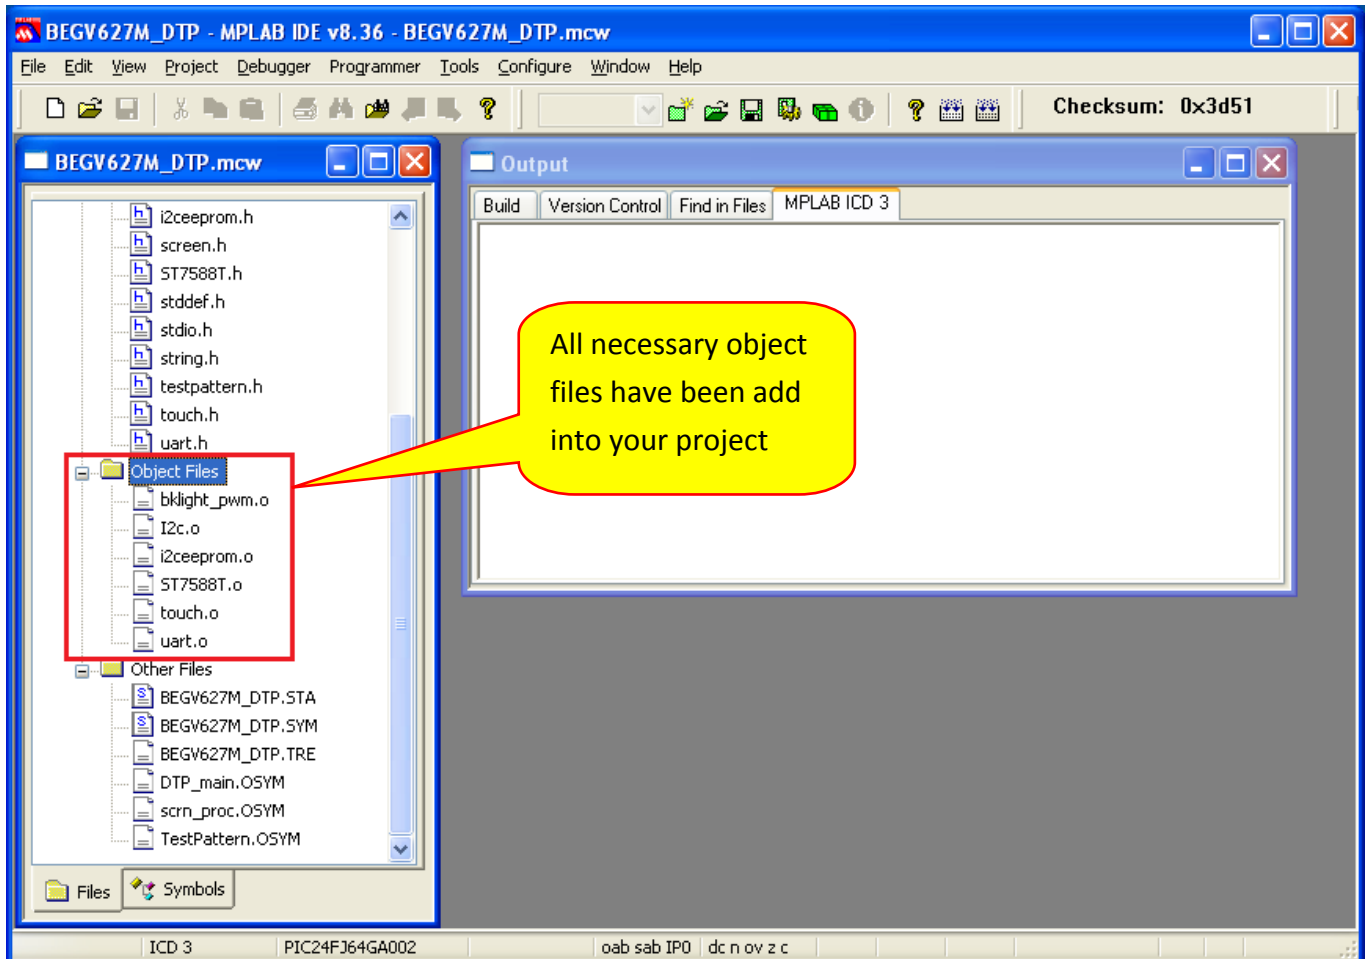 BEGV627M_DTP - MPLAB IDE v8.36 - BEGV627M_DTP.mcw
File Edit View Project Debugger Programmer Tools Configure Window Help
Checksum: 0x3d51
BEGV627M_DTP.mcw
i2ceeprom.h
screen.h
ST7588T.h
stddef.h
stdio.h
string.h
testpattern.h
touch.h
uart.h
Object Files
bklight_pwm.o
I2c.o
i2ceeprom.o
ST7588T.o
touch.o
uart.o
Other Files
BEGV627M_DTP.STA
BEGV627M_DTP.SYM
BEGV627M_DTP.TRE
DTP_main.OSYM
scrn_proc.OSYM
TestPattern.OSYM
Files Symbols
Output
Build Version Control Find in Files MPLAB ICD 3
All necessary object
files have been add
into your project
ICD 3 PIC24FJ64GA002 oab sab IP0 dc n ov z c